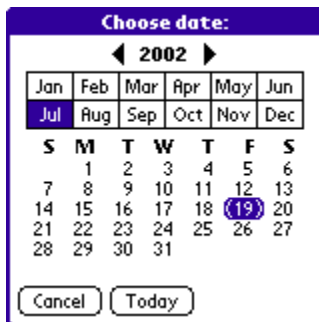 Choose date:
2002
Jan Feb Mar Apr May Jun
Jul Aug Sep Oct Nov Dec
S M T W T F S
1 2 3 4 5 6
7 8 9 10 11 12 13
14 15 16 17 18 19 20
21 22 23 24 25 26 27
28 29 30 31
Cancel Today